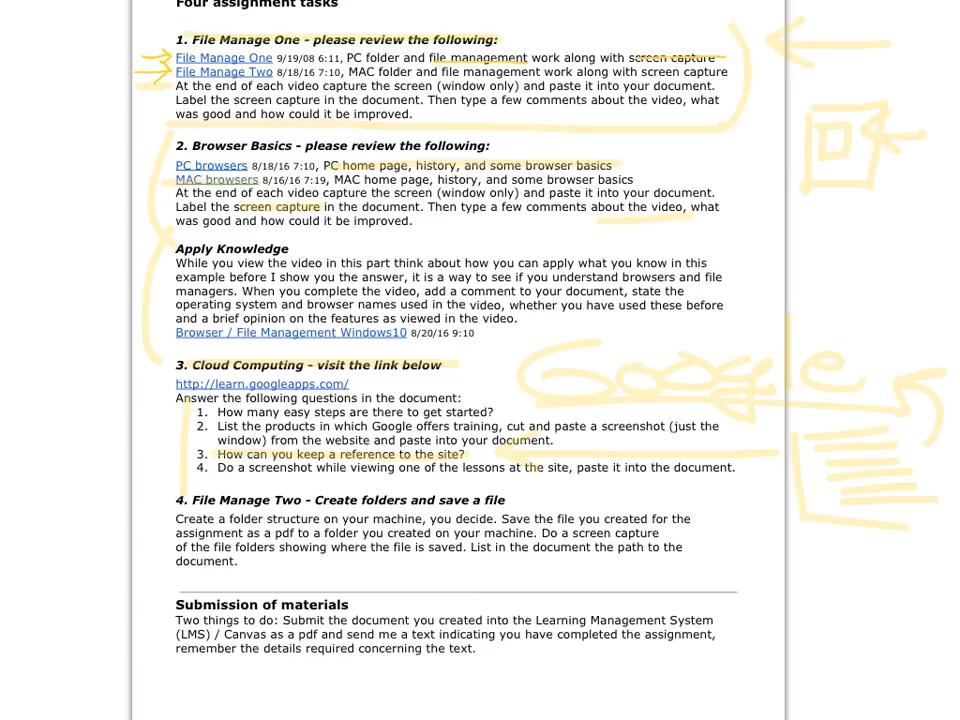 Four assignment tasks
1. File Manage One - please review the following:
File Manage One 9/19/08 6:11, PC folder and file management work along with screen capture
File Manage Two 8/18/16 7:10, MAC folder and file management work along with screen capture
At the end of each video capture the screen (window only) and paste it into your document.
Label the screen capture in the document. Then type a few comments about the video, what
was good and how could it be improved.
2. Browser Basics - please review the following:
PC browsers 8/18/16 7:10, PC home page, history, and some browser basics
MAC browsers 8/16/16 7:19, MAC home page, history, and some browser basics
At the end of each video capture the screen (window only) and paste it into your document.
Label the screen capture in the document. Then type a few comments about the video, what
was good and how could it be improved.
Apply Knowledge
While you view the video in this part think about how you can apply what you know in this
example before I show you the answer, it is a way to see if you understand browsers and file
managers. When you complete the video, add a comment to your document, state the
operating system and browser names used in the video, whether you have used these before
and a brief opinion on the features as viewed in the video.
Browser / File Management Windows10 8/20/16 9:10
3. Cloud Computing - visit the link below
Google
http://learn.googleapps.com/
Answer the following questions in the document:
1. How many easy steps are there to get started?
2. List the products in which Google offers training, cut and paste a screenshot (just the
window) from the website and paste into your document.
3. How can you keep a reference to the site?
4. Do a screenshot while viewing one of the lessons at the site, paste it into the document.
4. File Manage Two - Create folders and save a file
Create a folder structure on your machine, you decide. Save the file you created for the
assignment as a pdf to a folder you created on your machine. Do a screen capture
of the file folders showing where the file is saved. List in the document the path to the
document.
Submission of materials
Two things to do: Submit the document you created into the Learning Management System
(LMS) / Canvas as a pdf and send me a text indicating you have completed the assignment,
remember the details required concerning the text.